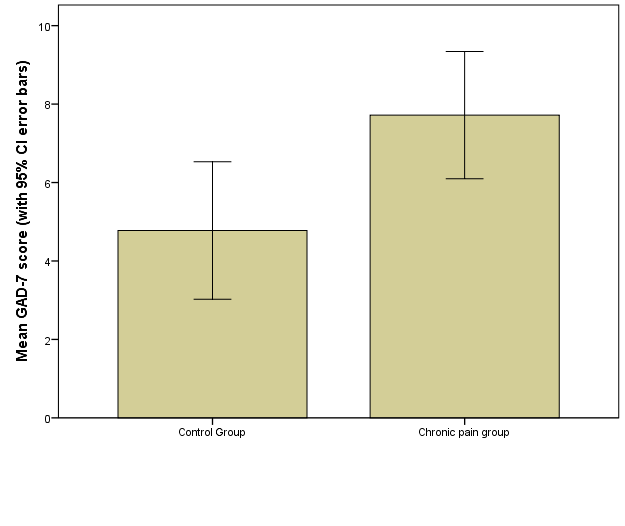 Mean GAD-7 score (with 95% CI error bars)
10
8
6
4
2
0
Control Group
Chronic pain group